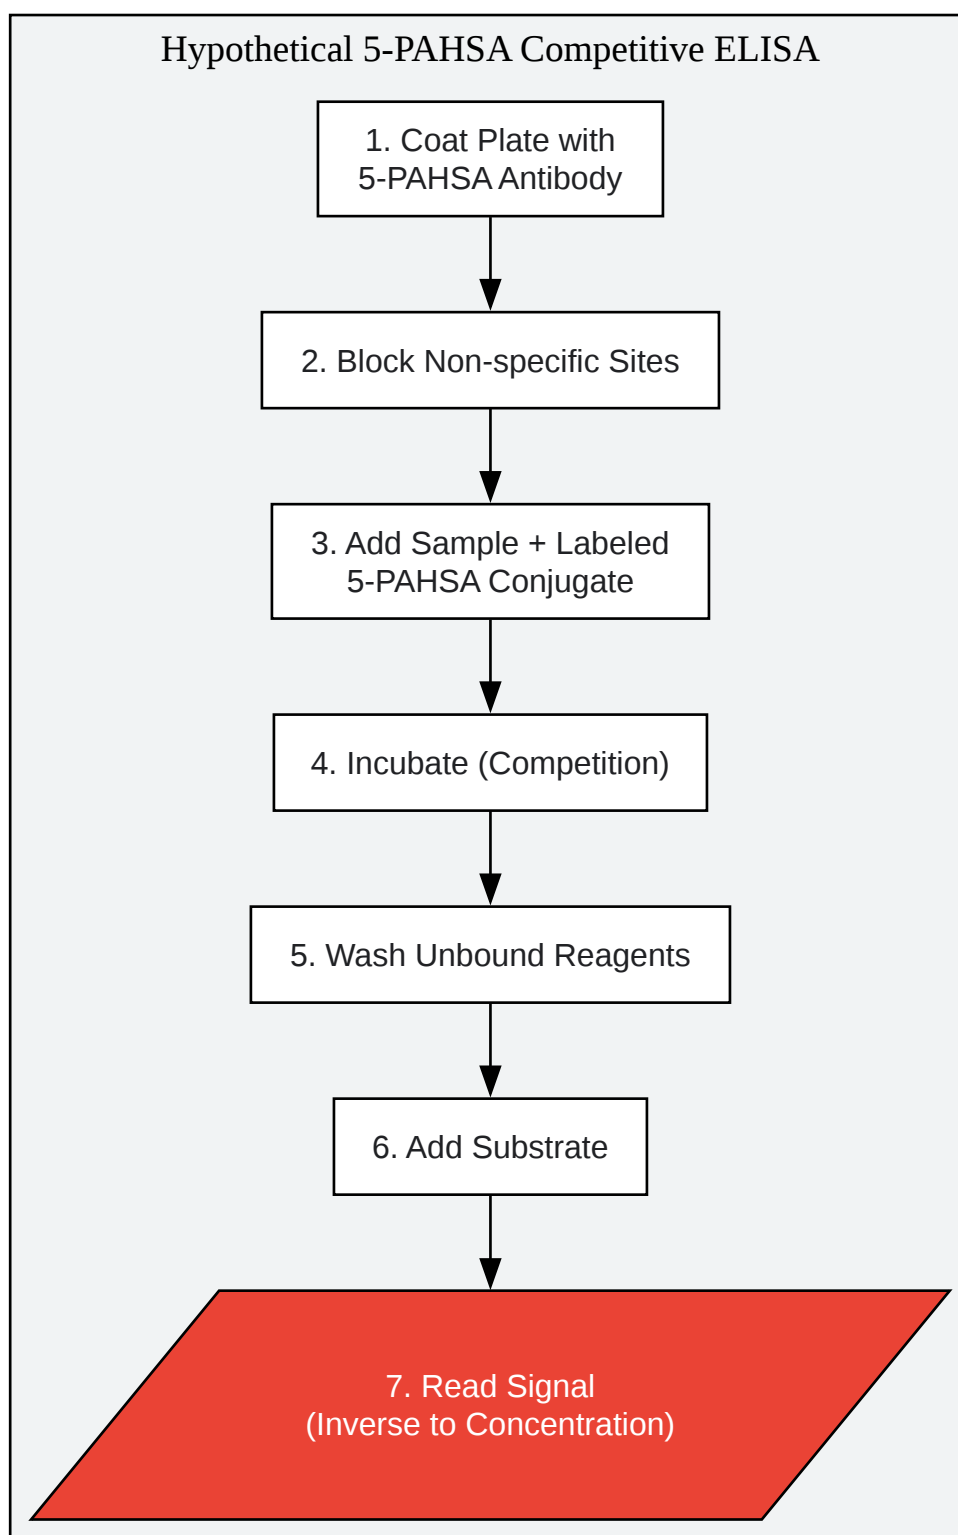 Hypothetical 5-PAHSA Competitive ELISA
1. Coat Plate with
5-PAHSA Antibody
2. Block Non-specific Sites
3. Add Sample + Labeled
5-PAHSA Conjugate
4. Incubate (Competition)
5. Wash Unbound Reagents
6. Add Substrate
7. Read Signal
(Inverse to Concentration)